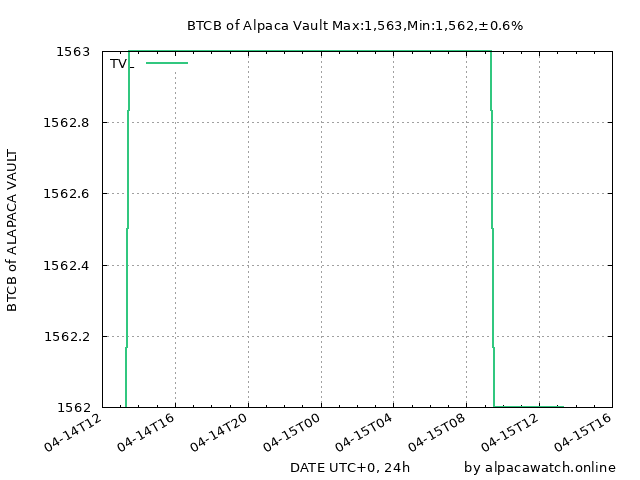 BTCB of Alpaca Vault Max:1,563,Min:1,562,±0.6%
TV_
1563
1562.8
1562.6
1562.4
1562.2
1562
BTCB of ALAPACA VAULT
04-14T12
04-14T16
04-14T20
04-15T00
04-15T04
04-15T08
04-15T12
04-15T16
DATE UTC+0, 24h
by alpacawatch.online